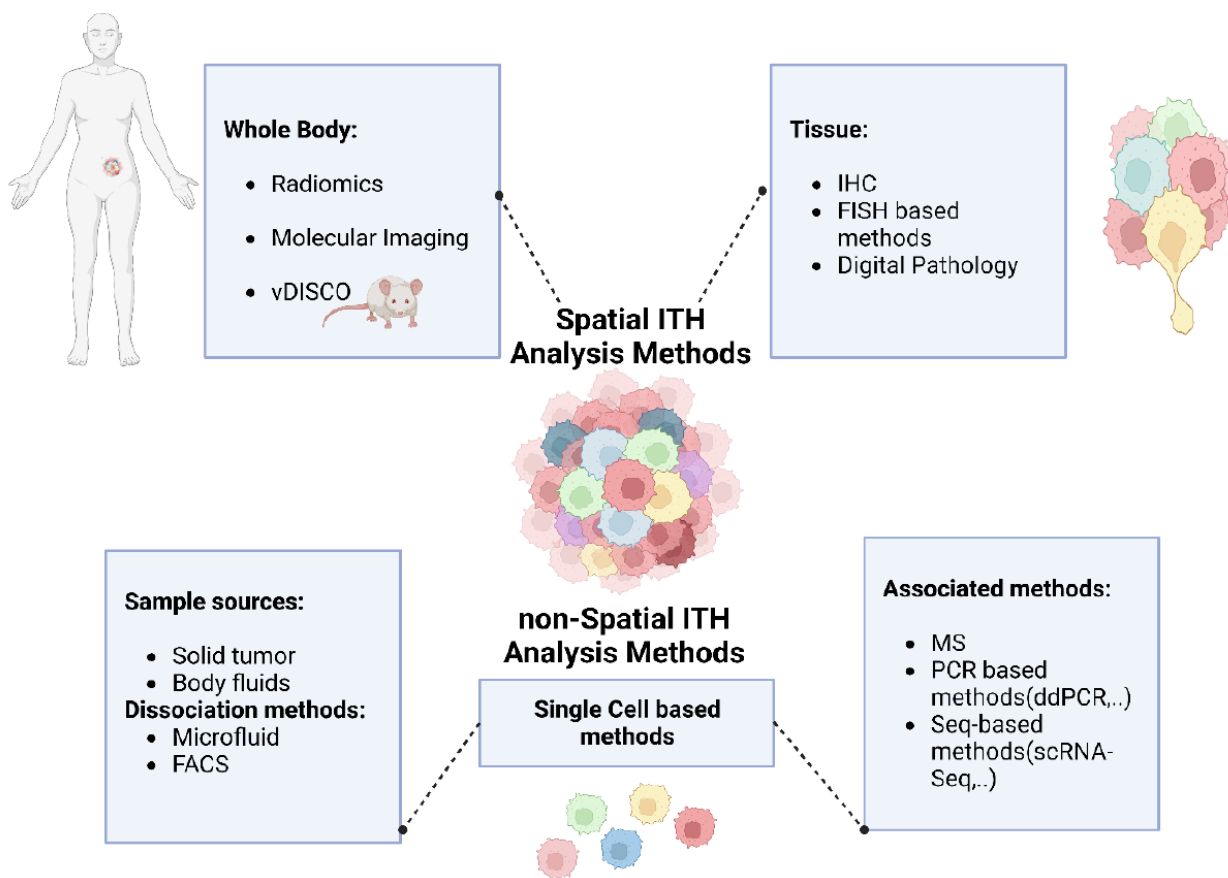 Whole Body:
• Radiomics
• Molecular Imaging
• vDISCO
Tissue:
• IHC
• FISH based
methods
• Digital Pathology
Spatial ITH
Analysis Methods
non-Spatial ITH
Analysis Methods
Single Cell based
methods
Sample sources:
• Solid tumor
• Body fluids
Dissociation methods:
• Microfluid
• FACS
Associated methods:
• MS
• PCR based
methods(ddPCR,..)
• Seq-based
methods(scRNA-
Seq,..)